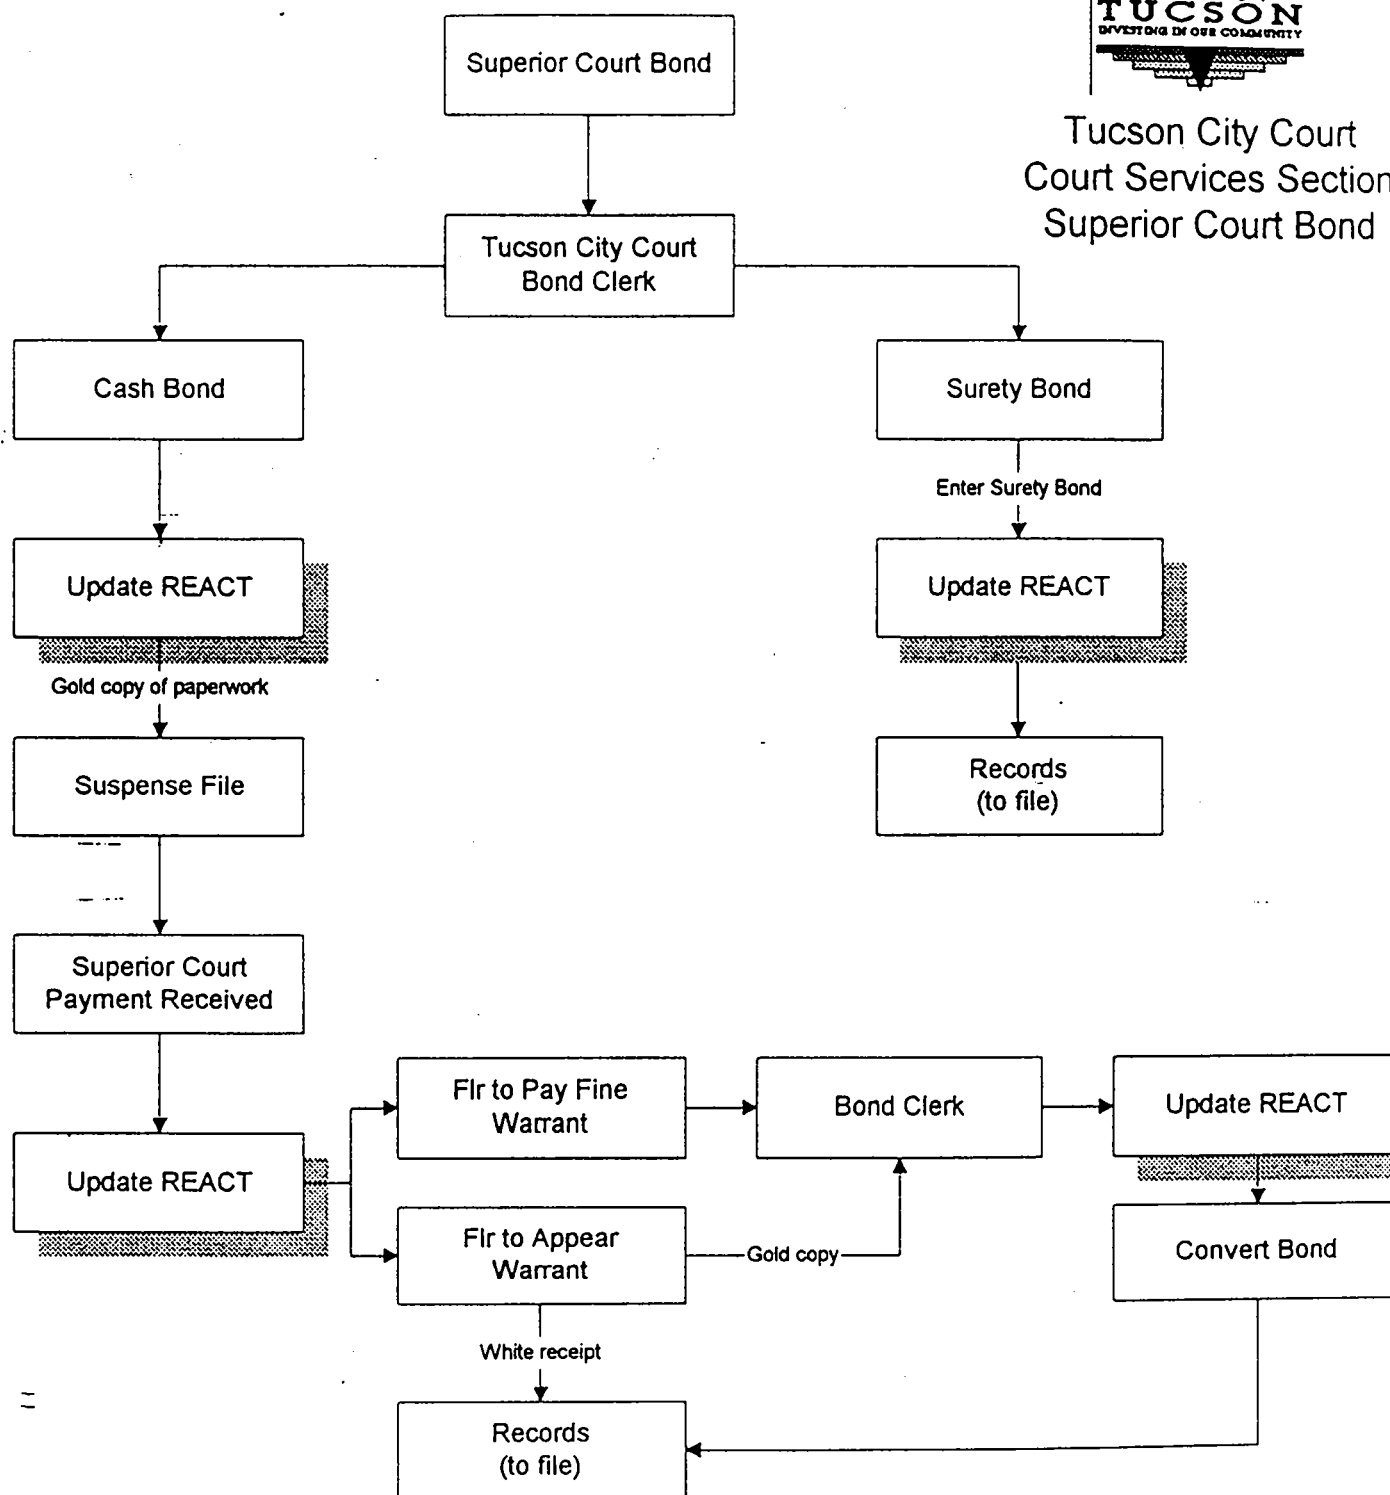 TUCSON
INVESTING IN OUR COMMUNITY
Tucson City Court
Court Services Section
Superior Court Bond
Superior Court Bond
Tucson City Court
Bond Clerk
Cash Bond
Surety Bond
Enter Surety Bond
Update REACT
Update REACT
Gold copy of paperwork
Suspense File
Records
(to file)
Superior Court
Payment Received
Flr to Pay Fine
Warrant
Bond Clerk
Update REACT
Update REACT
Flr to Appear
Warrant
Gold copy
Convert Bond
White receipt
Records
(to file)